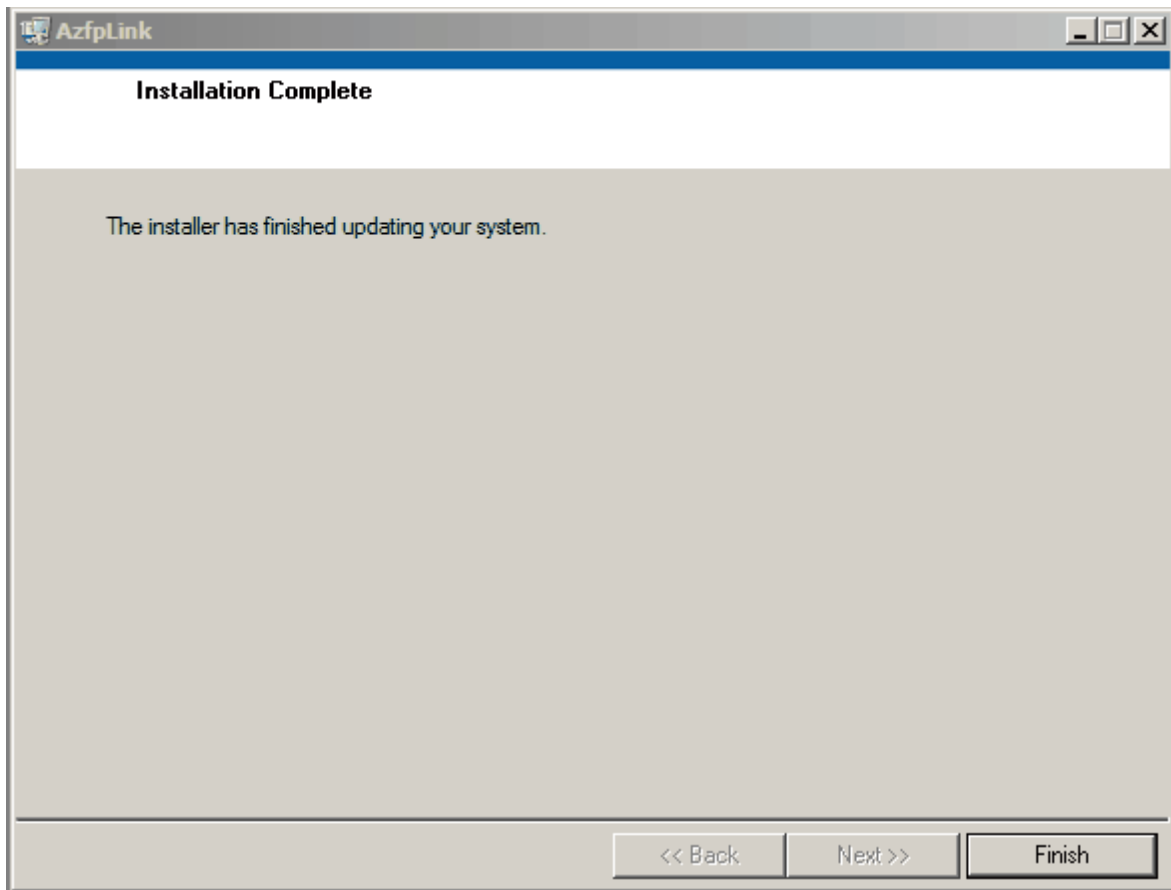 AzfpLink
Installation Complete
The installer has finished updating your system.
<< Back
Next >>
Finish